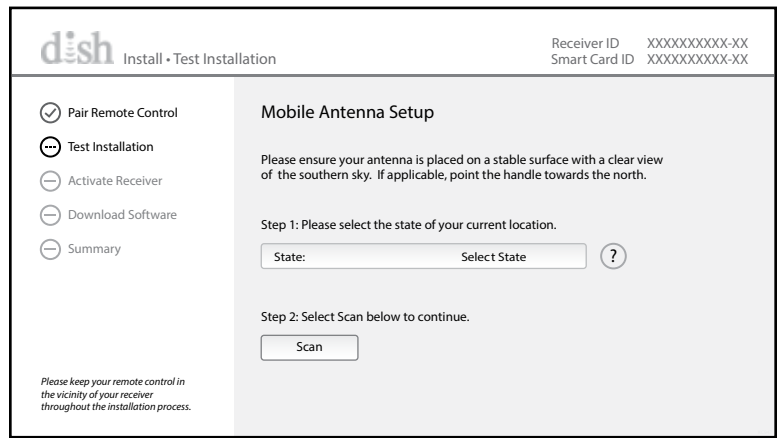 dish Install • Test Installation
Receiver ID XXXXXXXXXX-XX
Smart Card ID XXXXXXXXXX-XX
Pair Remote Control
Test Installation
Activate Receiver
Download Software
Summary
Please keep your remote control in
the vicinity of your receiver
throughout the installation process.
Mobile Antenna Setup
Please ensure your antenna is placed on a stable surface with a clear view
of the southern sky. If applicable, point the handle towards the north.
Step 1: Please select the state of your current location.
State: Select State ?
Step 2: Select Scan below to continue.
Scan